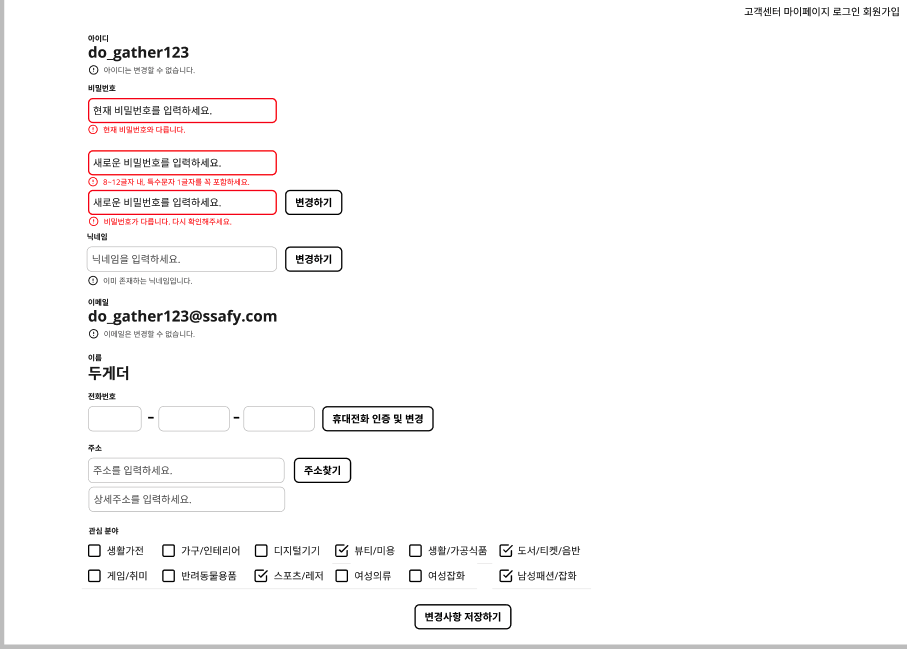 고객센터 마이페이지 로그인 회원가입
아이디
do_gather123
아이디는 변경할 수 없습니다.
비밀번호
현재 비밀번호를 입력하세요.
현재 비밀번호와 다릅니다.
새로운 비밀번호를 입력하세요.
8~12글자 내, 특수문자 1글자를 꼭 포함하세요.
새로운 비밀번호를 입력하세요. 변경하기
비밀번호가 다릅니다. 다시 확인해주세요.
닉네임
닉네임을 입력하세요. 변경하기
이미 존재하는 닉네임입니다.
이메일
do_gather123@ssafy.com
이메일은 변경할 수 없습니다.
이름
두게더
전화번호
- - 휴대전화 인증 및 변경
주소
주소를 입력하세요. 주소찾기
상세주소를 입력하세요.
관심 분야
생활가전 가구/인테리어 디지털기기 뷰티/미용 생활/가공식품 도서/티켓/음반
게임/취미 반려동물용품 스포츠/레저 여성의류 여성잡화 남성패션/잡화
변경사항 저장하기